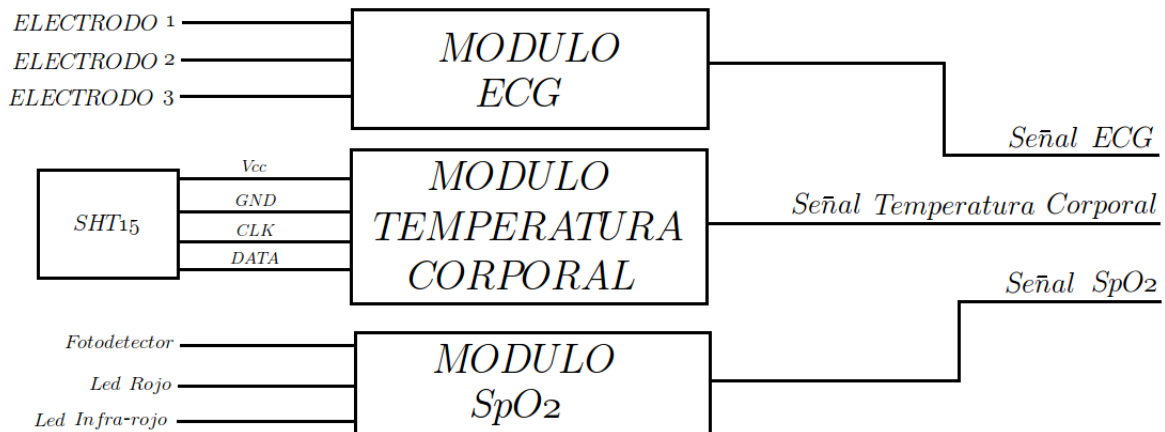 ELECTRODO 1
ELECTRODO 2
ELECTRODO 3
MODULO
ECG
Señal ECG
SHT15
Vcc
GND
CLK
DATA
MODULO
TEMPERATURA
CORPORAL
Señal Temperatura Corporal
Fotodetector
Led Rojo
Led Infra-rojo
MODULO
SpO2
Señal SpO2